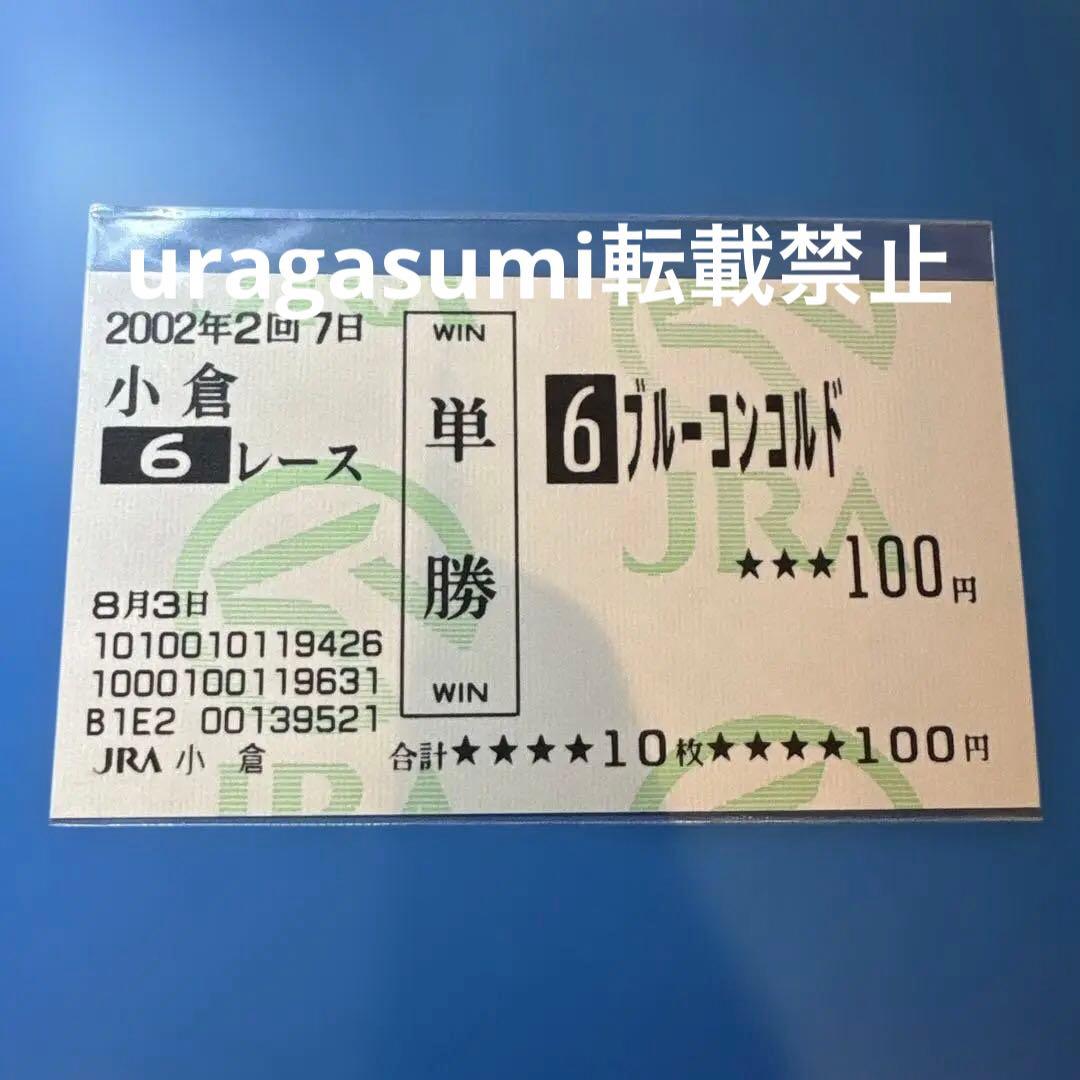 uragasumi転載禁止
2002年2回7日
小倉
6レース
WIN
単勝
WIN
6ブルーコンコルド
★★★100円
8月3日
1010010119426
1000100119631
B1E2 00139521
JRA 小倉
合計★★★★10枚★★★★100円
JRA
JRA